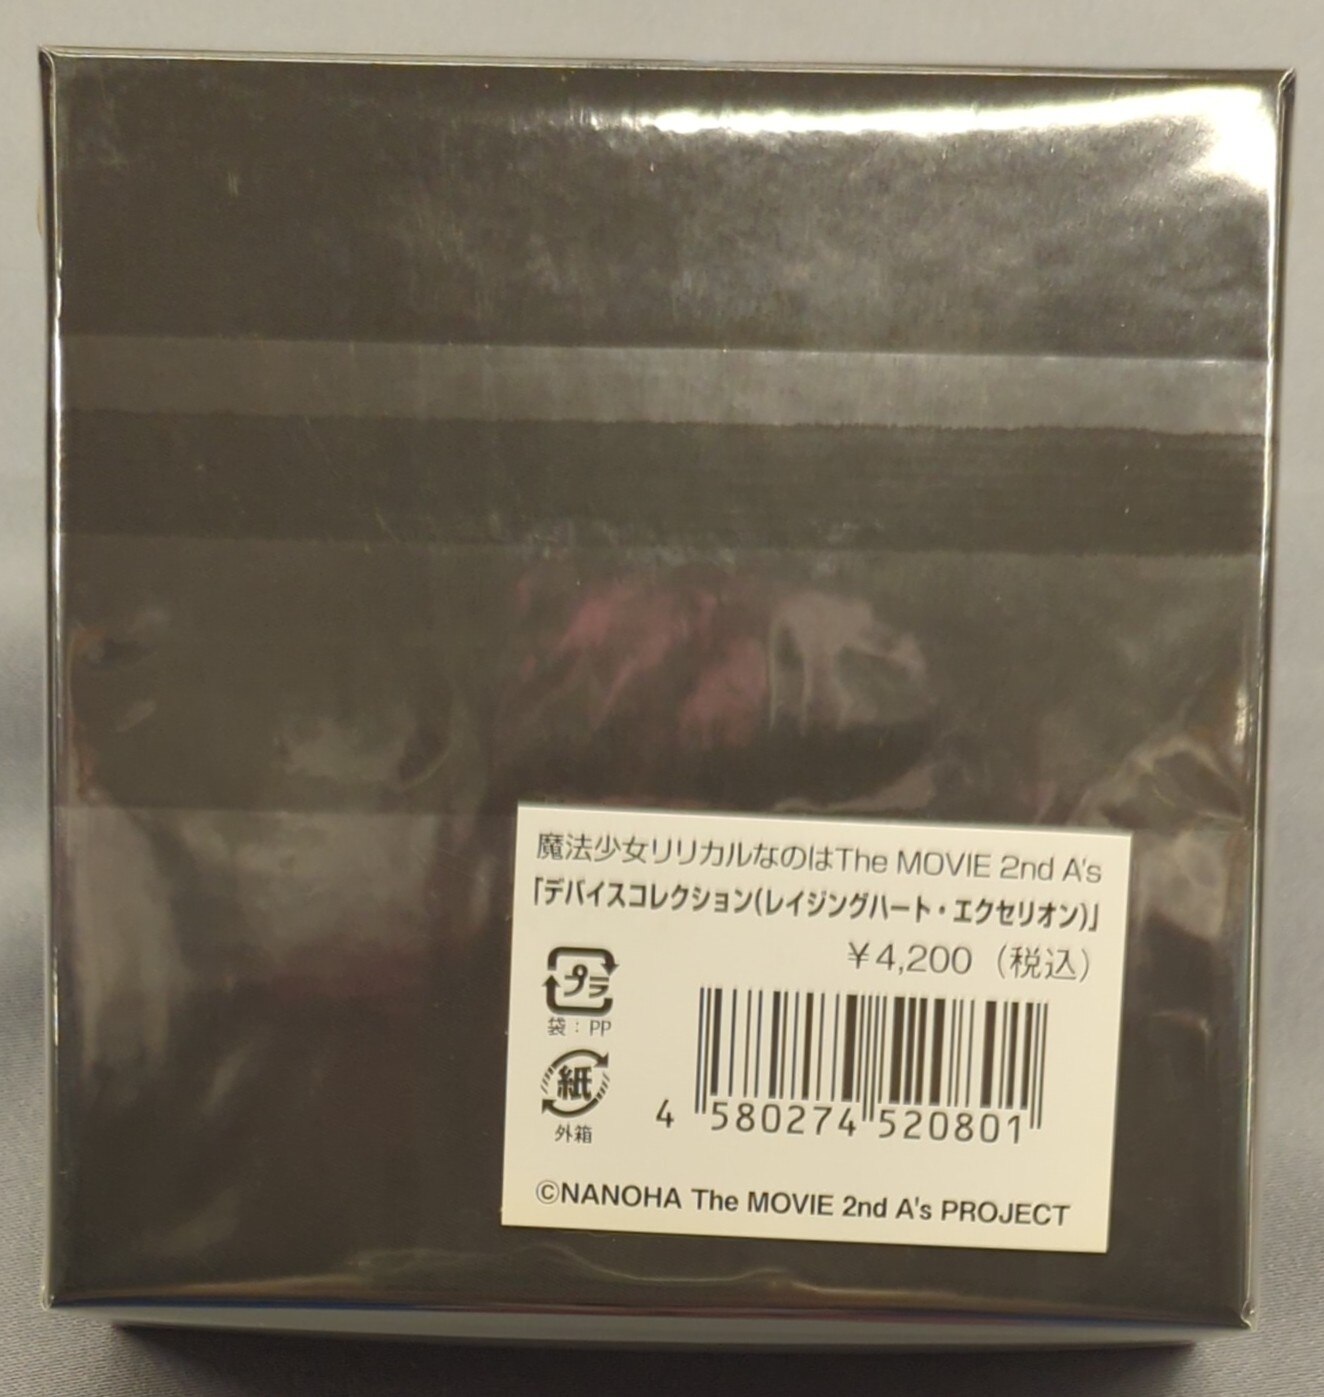 魔法少女リリカルなのはThe MOVIE 2nd A's
「デバイスコレクション(レイジングハート・エクセリオン)」
¥4,200（税込）
プラ
袋：PP
紙
外箱
4 580274 520801
©NANOHA The MOVIE 2nd A's PROJECT